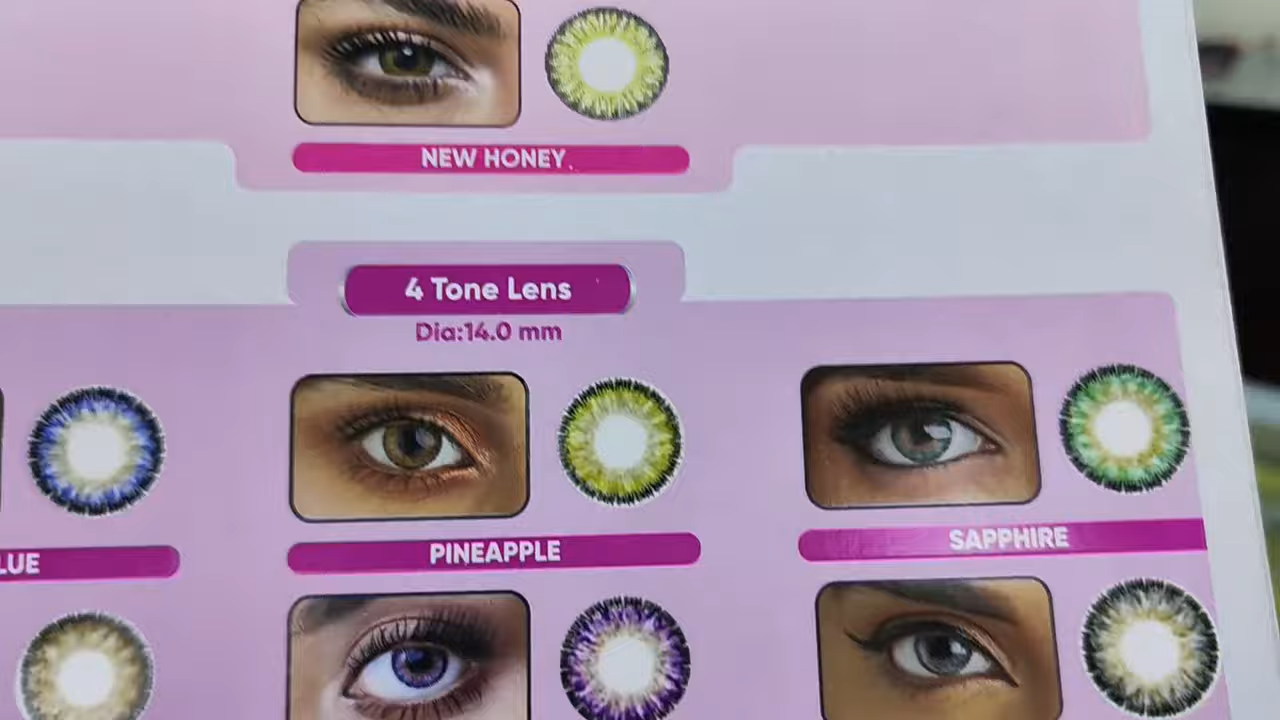 NEW HONEY
4 Tone Lens
Dia:14.0 mm
LUE
PINEAPPLE
SAPPHIRE